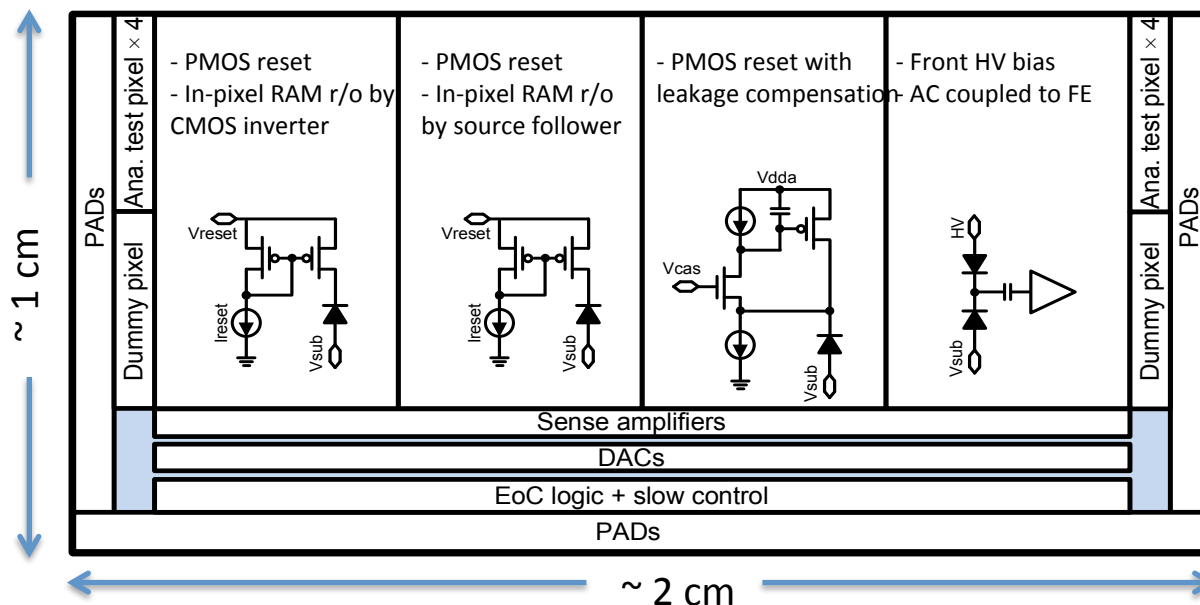 PADs
Ana. test pixel × 4
Dummy pixel
- PMOS reset
- In-pixel RAM r/o by
CMOS inverter
Vreset
Ireset
Vsub
- PMOS reset
- In-pixel RAM r/o
by source follower
Vreset
Ireset
Vsub
- PMOS reset with
leakage compensation
Vdda
Vcas
Vsub
- Front HV bias
- AC coupled to FE
HV
Vsub
Ana. test pixel × 4
Dummy pixel
PADs
Sense amplifiers
DACs
EoC logic + slow control
PADs
~ 1 cm
~ 2 cm